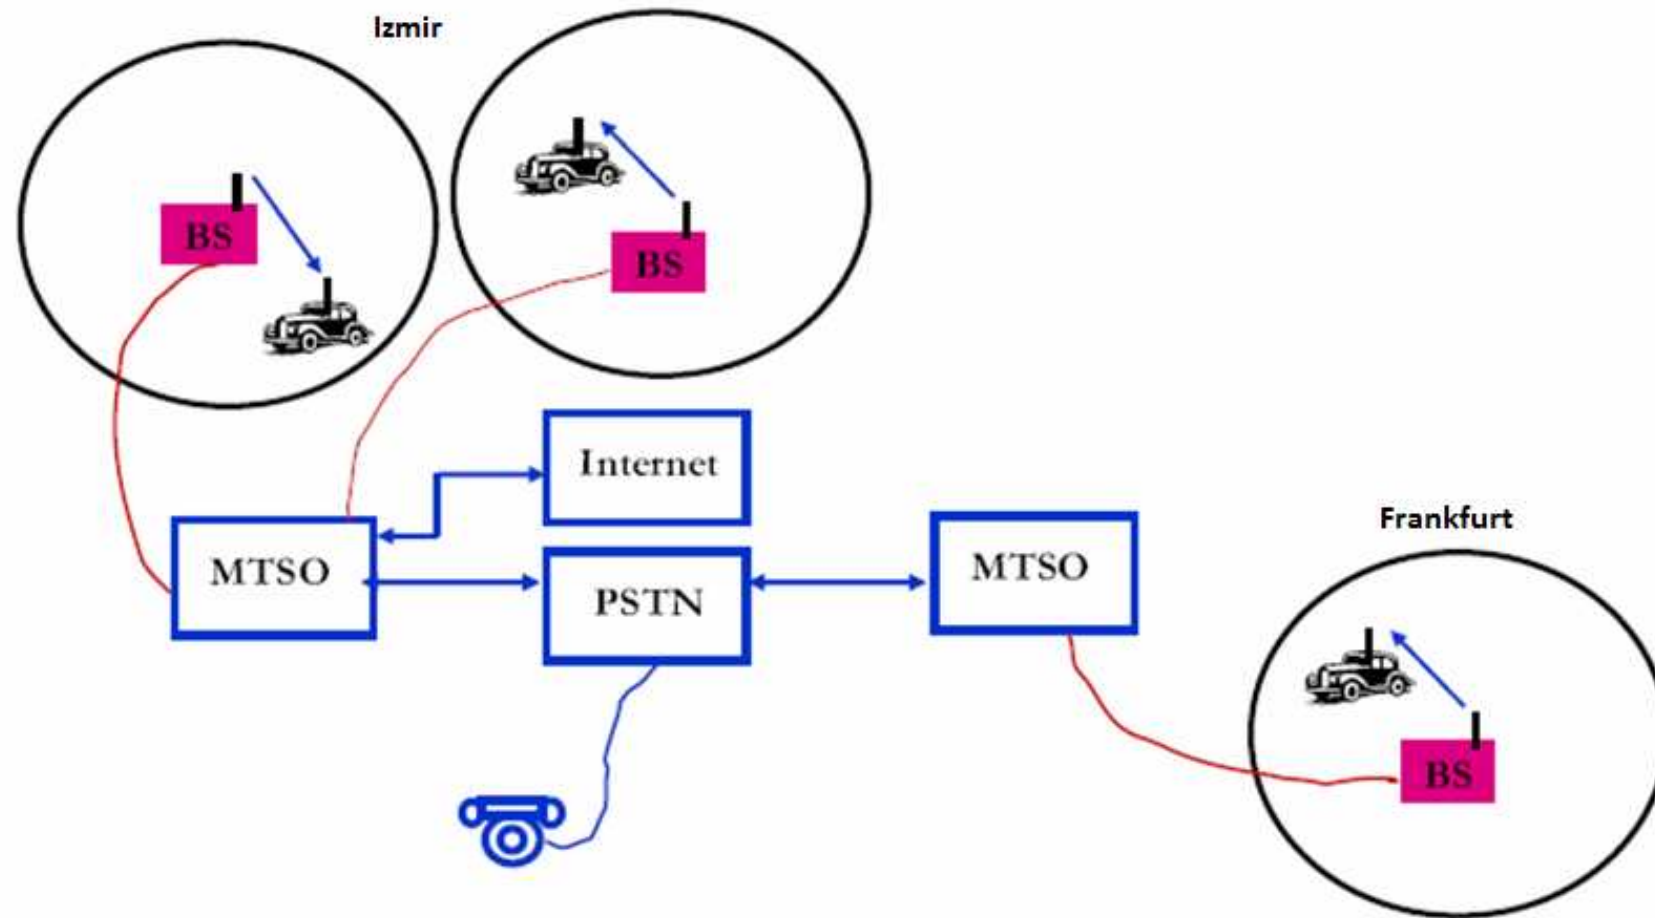 Izmir
BS
BS
Internet
MTSO
PSTN
MTSO
Frankfurt
BS